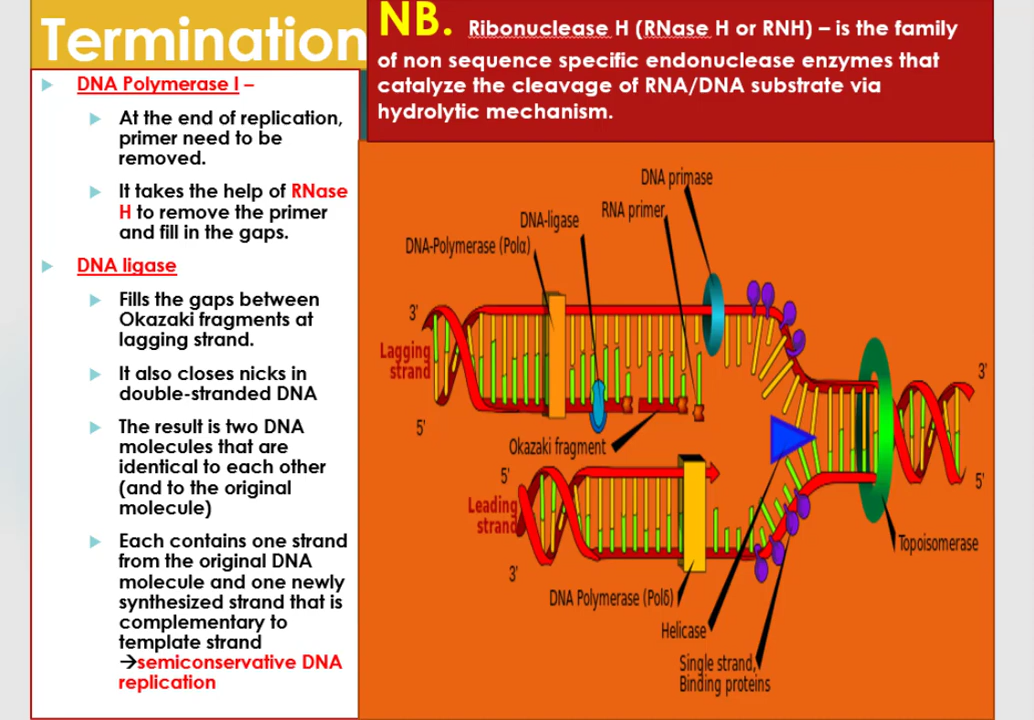 Termination
NB. Ribonuclease H (RNase H or RNH) – is the family
of non sequence specific endonuclease enzymes that
catalyze the cleavage of RNA/DNA substrate via
hydrolytic mechanism.
DNA Polymerase I –
At the end of replication,
primer need to be
removed.
It takes the help of RNase
H to remove the primer
and fill in the gaps.
DNA ligase
Fills the gaps between
Okazaki fragments at
lagging strand.
It also closes nicks in
double-stranded DNA
The result is two DNA
molecules that are
identical to each other
(and to the original
molecule)
Each contains one strand
from the original DNA
molecule and one newly
synthesized strand that is
complementary to
template strand
→semiconservative DNA
replication
DNA primase
RNA primer
DNA-ligase
DNA-Polymerase (Polα)
3'
Lagging
strand
5'
Okazaki fragment
3'
5'
5'
Leading
strand
3'
Topoisomerase
DNA Polymerase (Polδ)
Helicase
Single strand,
Binding proteins